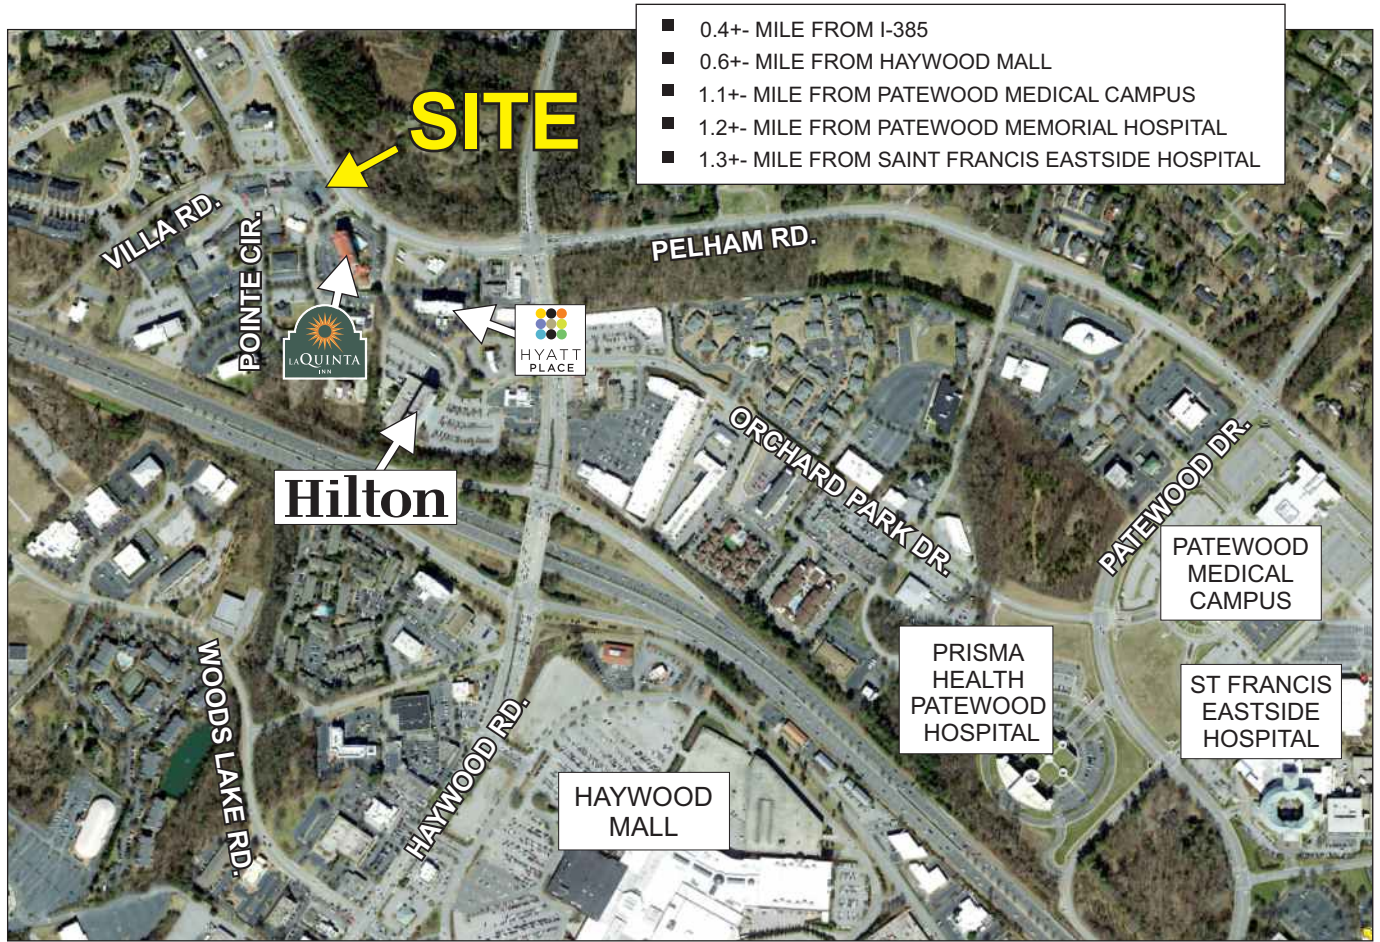 0.4+- MILE FROM I-385
0.6+- MILE FROM HAYWOOD MALL
1.1+- MILE FROM PATEWOOD MEDICAL CAMPUS
1.2+- MILE FROM PATEWOOD MEMORIAL HOSPITAL
1.3+- MILE FROM SAINT FRANCIS EASTSIDE HOSPITAL
SITE
VILLA RD.
POINTE CIR.
PELHAM RD.
LAQUINTA
INN
HYATT
PLACE
Hilton
ORCHARD PARK DR.
PATEWOOD DR.
PATEWOOD
MEDICAL
CAMPUS
PRISMA
HEALTH
PATEWOOD
HOSPITAL
ST FRANCIS
EASTSIDE
HOSPITAL
WOODS LAKE RD.
HAYWOOD RD.
HAYWOOD
MALL